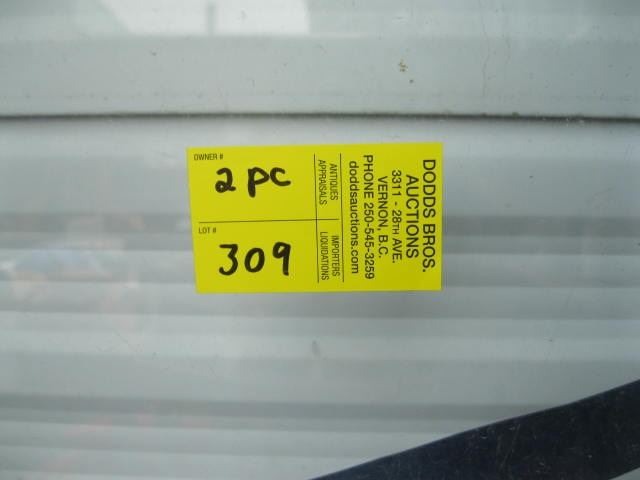 OWNER #
2 pc
LOT #
309
ANTIQUES
APPRAISALS
IMPORTERS
LIQUIDATIONS
DODDS BROS.
AUCTIONS
3311 - 28TH AVE.
VERNON, B.C.
PHONE 250-545-3259
doddsauctions.com